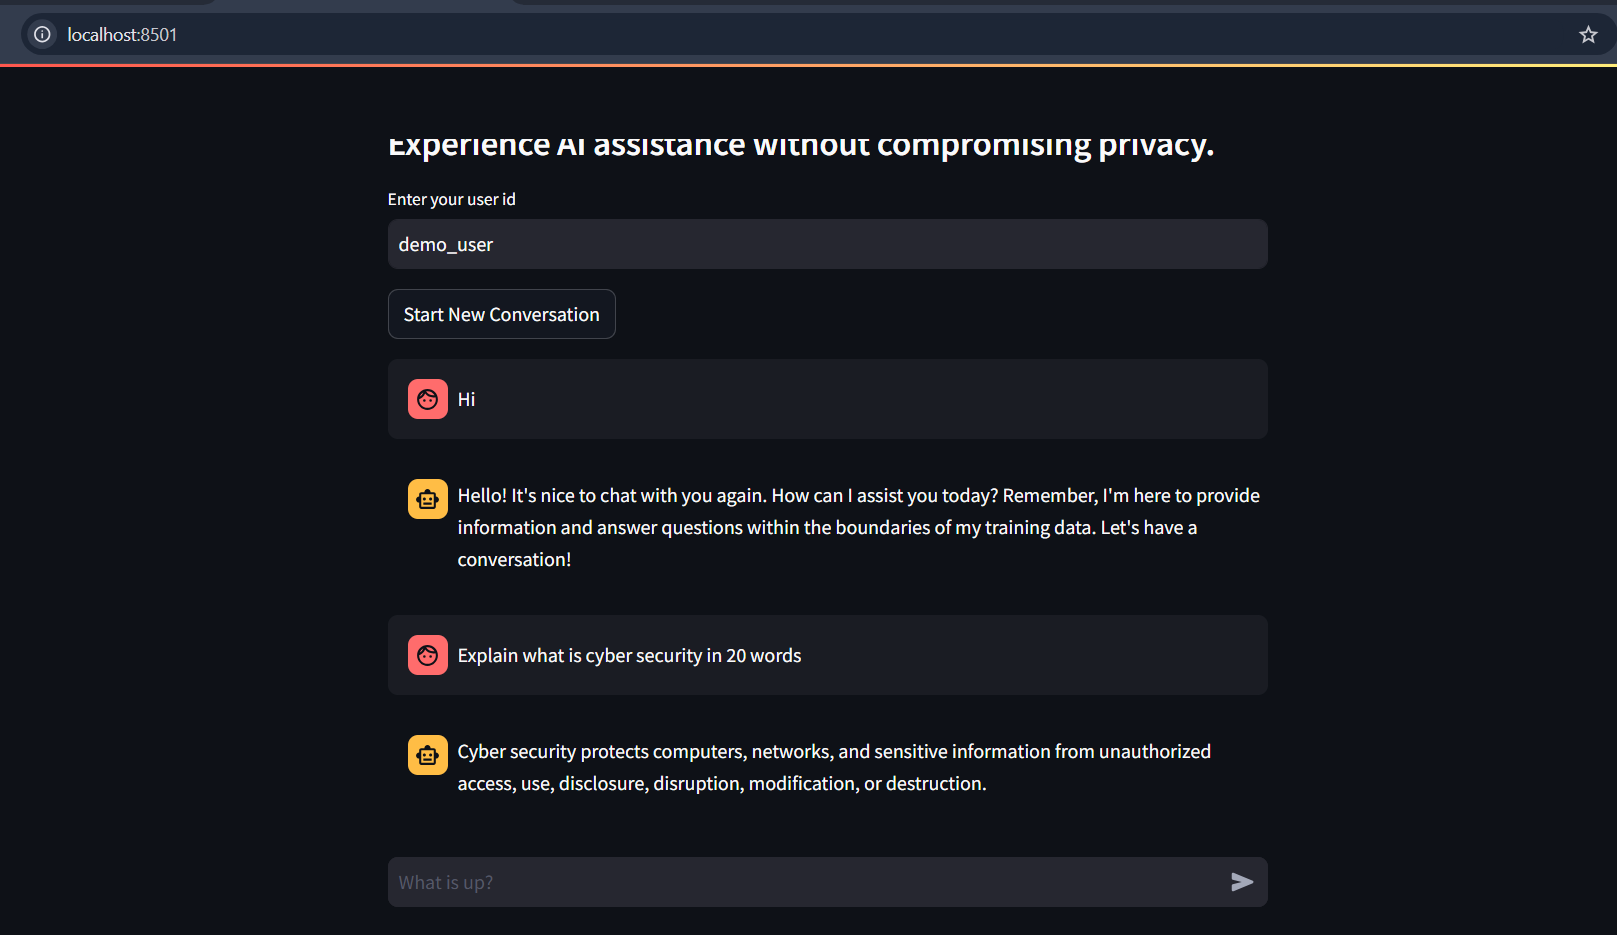 localhost:8501
Experience AI assistance without compromising privacy.
Enter your user id
demo_user
Start New Conversation
Hi
Hello! It's nice to chat with you again. How can I assist you today? Remember, I'm here to provide
information and answer questions within the boundaries of my training data. Let's have a
conversation!
Explain what is cyber security in 20 words
Cyber security protects computers, networks, and sensitive information from unauthorized
access, use, disclosure, disruption, modification, or destruction.
What is up?